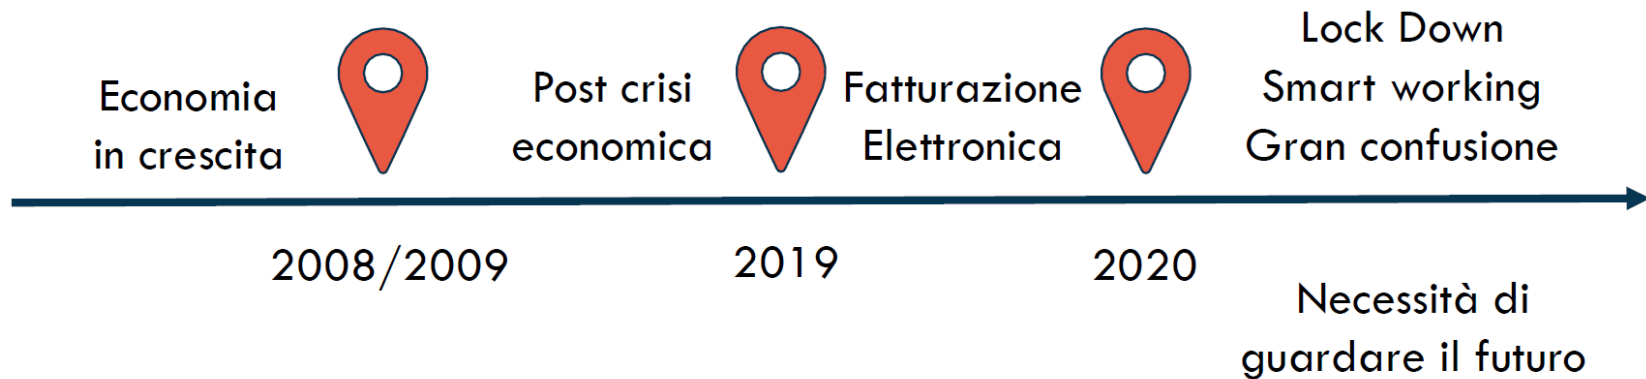 Economia
in crescita
Post crisi
economica
Fatturazione
Elettronica
Lock Down
Smart working
Gran confusione
2008/2009
2019
2020
Necessità di
guardare il futuro